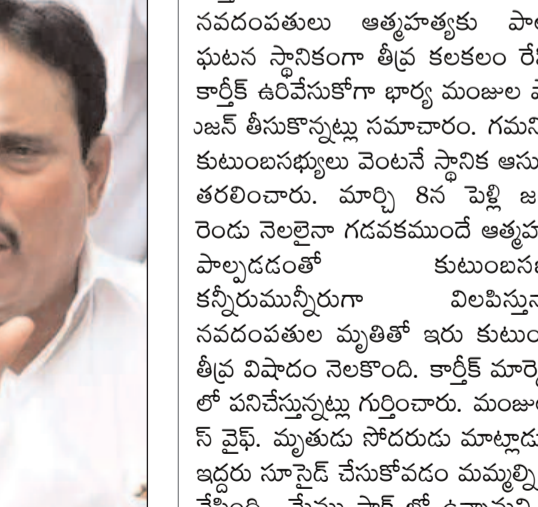 నవదంపతులు ఆత్మహత్యకు పాల
ఘటన స్థానికంగా తీవ్ర కలకలం రే
కార్తీక్ ఉరివేసుకోగా భార్య మంజుల
జన్ తీసుకొన్నట్లు సమాచారం. గమని
కుటుంబసభ్యులు వెంటనే స్థానిక ఆసు
తరలించారు. మార్చి 8న పెళ్లి జ
రెండు నెలలైనా గడవకముందే ఆత్మహ
పాల్పడడంతో కుటుంబస
కన్నీరుమున్నీరుగా విలపిస్తున
నవదంపతుల మృతితో ఇరు కుటుం
తీవ్ర విషాదం నెలకొంది. కార్తీక్ మార్కె
లో పనిచేస్తున్నట్లు గుర్తించారు. మంజు
స్ వైఫ్. మృతుడు సోదరుడు మాట్లాడు
ఇద్దరు సూసైడ్ చేసుకోవడం మమ్మల్ని